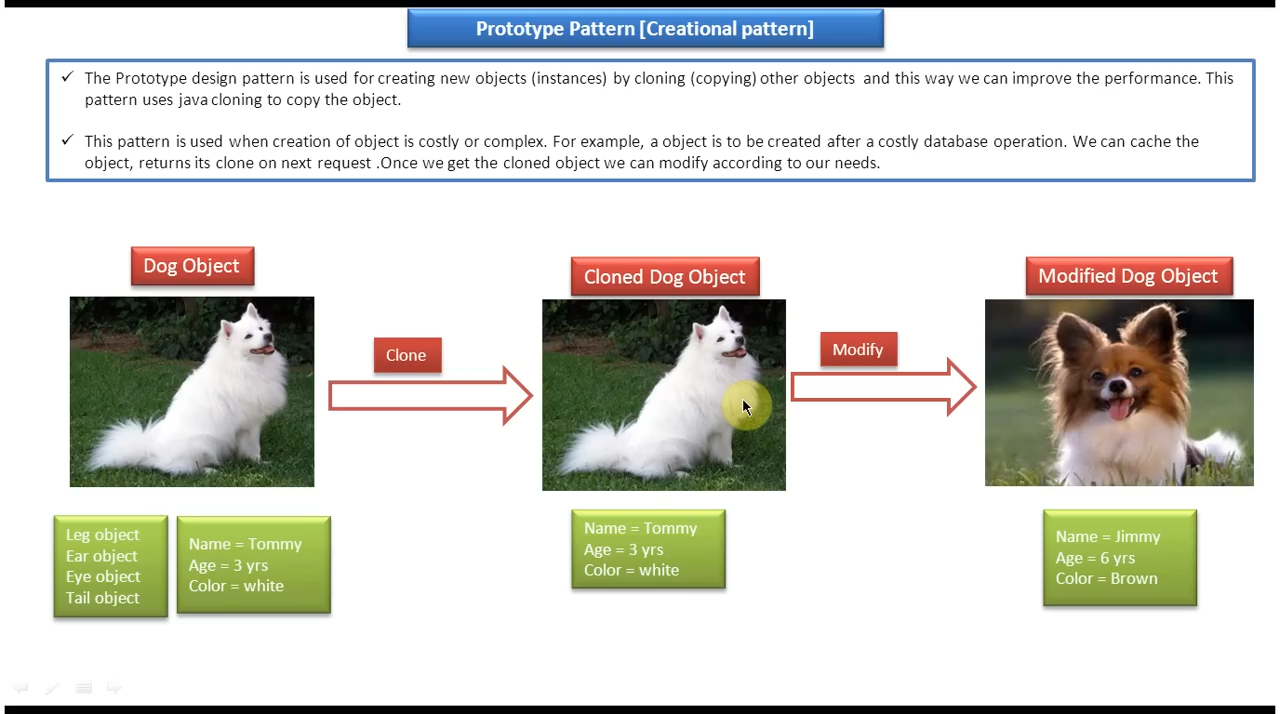 Prototype Pattern [Creational pattern]
✓ The Prototype design pattern is used for creating new objects (instances) by cloning (copying) other objects and this way we can improve the performance. This
pattern uses java cloning to copy the object.
✓ This pattern is used when creation of object is costly or complex. For example, a object is to be created after a costly database operation. We can cache the
object, returns its clone on next request .Once we get the cloned object we can modify according to our needs.
Dog Object
Cloned Dog Object
Modified Dog Object
Clone
Modify
Leg object
Ear object
Eye object
Tail object
Name = Tommy
Age = 3 yrs
Color = white
Name = Tommy
Age = 3 yrs
Color = white
Name = Jimmy
Age = 6 yrs
Color = Brown